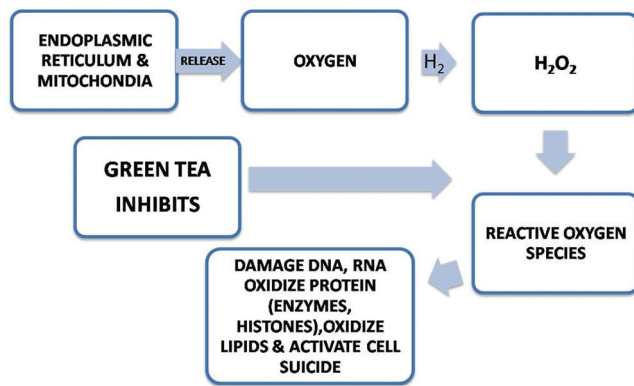 ENDOPLASMIC
RETICULUM &
MITOCHONDIA
RELEASE
OXYGEN
H₂
H₂O₂
GREEN TEA
INHIBITS
REACTIVE OXYGEN
SPECIES
DAMAGE DNA, RNA
OXIDIZE PROTEIN
(ENZYMES,
HISTONES),OXIDIZE
LIPIDS & ACTIVATE CELL
SUICIDE